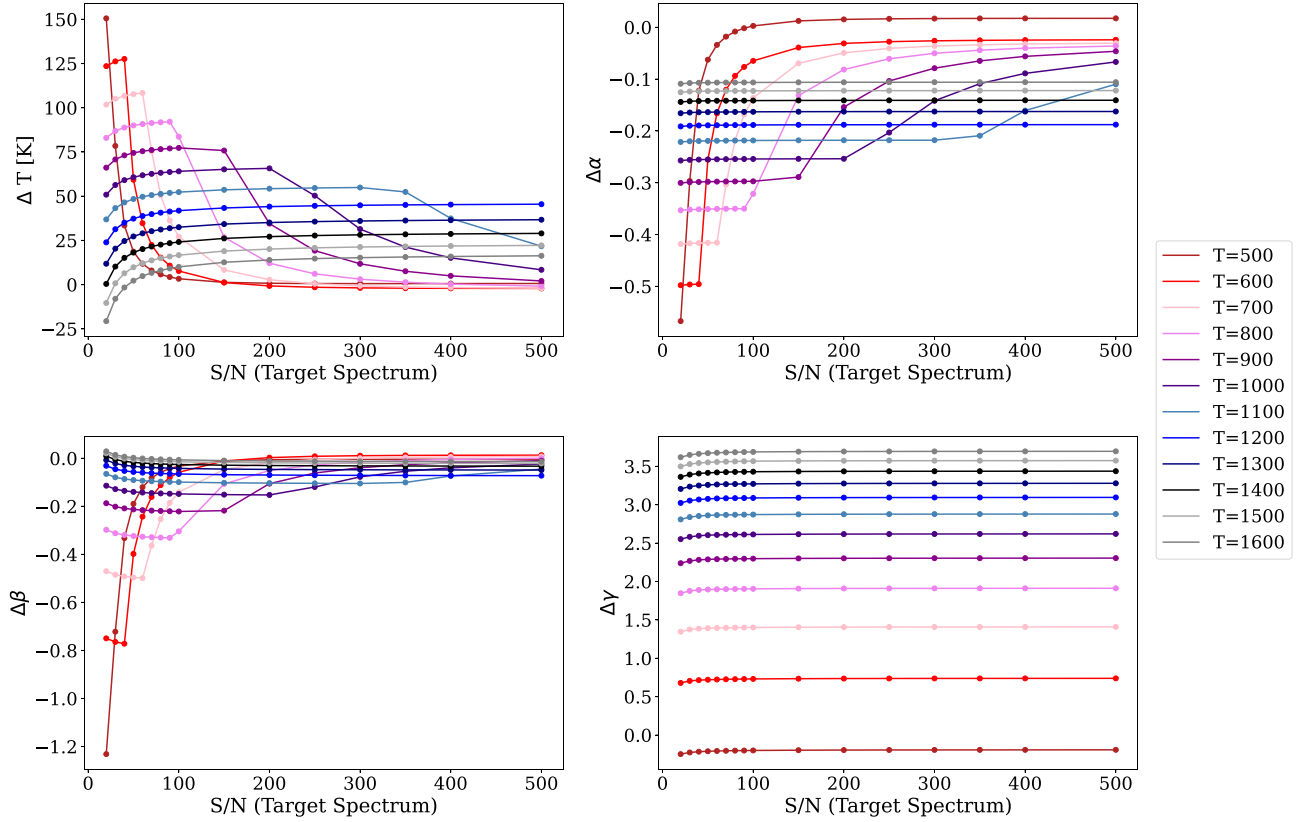 150
125
100
75
50
25
0
−25
Δ T [K]
0 100 200 300 400 500
S/N (Target Spectrum)
0.0
−0.1
−0.2
−0.3
−0.4
−0.5
Δα
0 100 200 300 400 500
S/N (Target Spectrum)
0.0
−0.2
−0.4
−0.6
−0.8
−1.0
−1.2
Δβ
0 100 200 300 400 500
S/N (Target Spectrum)
3.5
3.0
2.5
2.0
1.5
1.0
0.5
0.0
Δγ
0 100 200 300 400 500
S/N (Target Spectrum)
T=500
T=600
T=700
T=800
T=900
T=1000
T=1100
T=1200
T=1300
T=1400
T=1500
T=1600